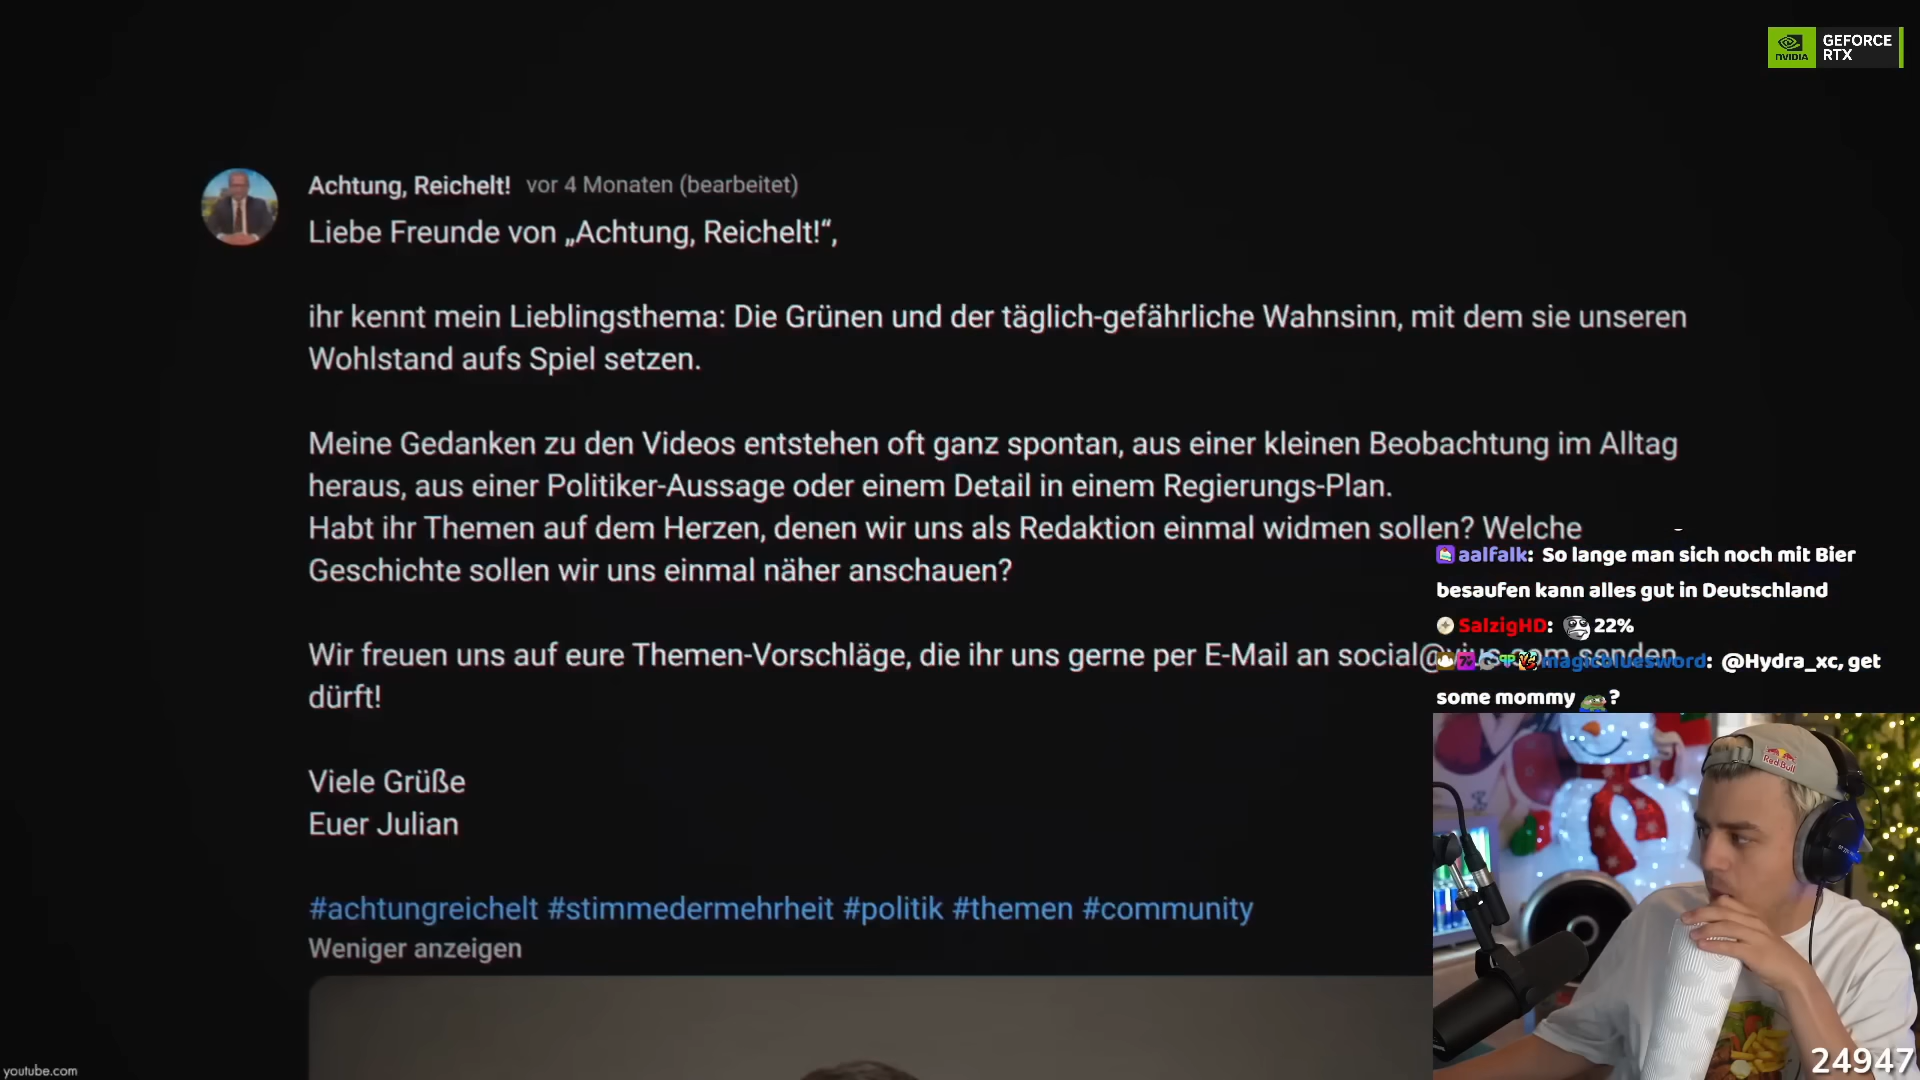 NVIDIA
GEFORCE
RTX
Achtung, Reichelt! vor 4 Monaten (bearbeitet)
Liebe Freunde von „Achtung, Reichelt!“,
ihr kennt mein Lieblingsthema: Die Grünen und der täglich-gefährliche Wahnsinn, mit dem sie unseren
Wohlstand aufs Spiel setzen.
Meine Gedanken zu den Videos entstehen oft ganz spontan, aus einer kleinen Beobachtung im Alltag
heraus, aus einer Politiker-Aussage oder einem Detail in einem Regierungs-Plan.
Habt ihr Themen auf dem Herzen, denen wir uns als Redaktion einmal widmen sollen? Welche
Geschichte sollen wir uns einmal näher anschauen?
Wir freuen uns auf eure Themen-Vorschläge, die ihr uns gerne per E-Mail an senden
dürft!
Viele Grüße
Euer Julian
#achtungreichelt #stimmedermehrheit #politik #themen #community
Weniger anzeigen
aalfalk: So lange man sich noch mit Bier
besaufen kann alles gut in Deutschland
SalzigHD: 22%
magicbluesword: @Hydra_xc, get
some mommy ?
Red Bull
24947
youtube.com